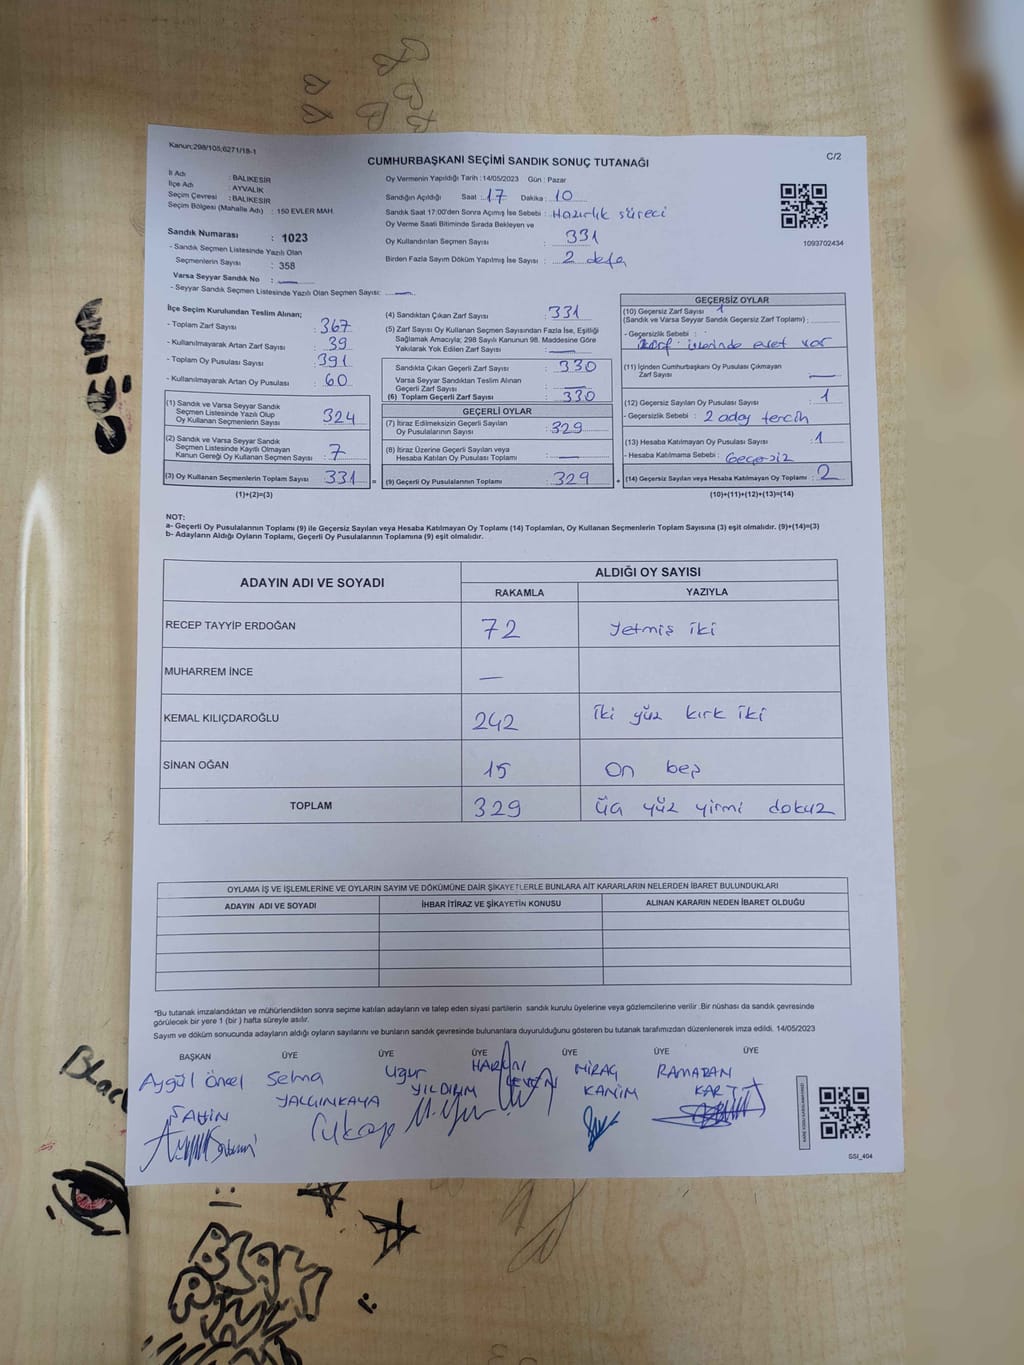 Kanun;298/105;6271/18-1
C/2
CUMHURBAŞKANI SEÇİMİ SANDIK SONUÇ TUTANAĞI
İl Adı : BALIKESİR
İlçe Adı : AYVALIK
Seçim Çevresi : BALIKESİR
Seçim Bölgesi (Mahalle Adı) : 150 EVLER MAH.
Sandık Numarası : 1023
- Sandık Seçmen Listesinde Yazılı Olan
Seçmenlerin Sayısı : 358
Varsa Seyyar Sandık No : —
- Seyyar Sandık Seçmen Listesinde Yazılı Olan Seçmen Sayısı: —
Oy Vermenin Yapıldığı Tarih : 14/05/2023 Gün : Pazar
Sandığın Açıldığı Saat : 17 Dakika : 10
Sandık Saat 17:00'den Sonra Açımış İse Sebebi : Hazırlık süreci
Oy Verme Saati Bitiminde Sırada Bekleyen ve
Oy Kullandırılan Seçmen Sayısı : 331
Birden Fazla Sayım Döküm Yapılmış İse Sayısı : 2 defa
1093702434
İlçe Seçim Kurulundan Teslim Alınan;
- Toplam Zarf Sayısı : 367
- Kullanılmayarak Artan Zarf Sayısı : 39
- Toplam Oy Pusulası Sayısı : 391
- Kullanılmayarak Artan Oy Pusulası : 60
(1) Sandık ve Varsa Seyyar Sandık
Seçmen Listesinde Yazılı Olup
Oy Kullanan Seçmenlerin Sayısı : 324
(2) Sandık ve Varsa Seyyar Sandık
Seçmen Listesinde Kayıtlı Olmayan
Kanun Gereği Oy Kullanan Seçmen Sayısı : 7
(3) Oy Kullanan Seçmenlerin Toplam Sayısı : 331
(1)+(2)=(3)
(4) Sandıktan Çıkan Zarf Sayısı : 331
(5) Zarf Sayısı Oy Kullanan Seçmen Sayısından Fazla İse, Eşitliği
Sağlamak Amacıyla; 298 Sayılı Kanunun 98. Maddesine Göre
Yakılarak Yok Edilen Zarf Sayısı : —
Sandıkta Çıkan Geçerli Zarf Sayısı : 330
Varsa Seyyar Sandıktan Teslim Alınan
Geçerli Zarf Sayısı : —
(6) Toplam Geçerli Zarf Sayısı : 330
GEÇERLİ OYLAR
(7) İtiraz Edilmeksizin Geçerli Sayılan
Oy Pusulalarının Sayısı : 329
(8) İtiraz Üzerine Geçerli Sayılan veya
Hesaba Katılan Oy Pusulası Toplamı : —
= (9) Geçerli Oy Pusulalarının Toplamı : 329
GEÇERSİZ OYLAR
(10) Geçersiz Zarf Sayısı 1
(Sandık ve Varsa Seyyar Sandık Geçersiz Zarf Toplamı) :
- Geçersizlik Sebebi :
Zarf üzerinde evet var
(11) İçinden Cumhurbaşkanı Oy Pusulası Çıkmayan
Zarf Sayısı : —
(12) Geçersiz Sayılan Oy Pusulası Sayısı : 1
- Geçersizlik Sebebi : 2 aday tercih
(13) Hesaba Katılmayan Oy Pusulası Sayısı : 1
- Hesaba Katılmama Sebebi : Geçersiz
+ (14) Geçersiz Sayılan veya Hesaba Katılmayan Oy Toplamı : 2
(10)+(11)+(12)+(13)=(14)
NOT:
a- Geçerli Oy Pusulalarının Toplamı (9) ile Geçersiz Sayılan veya Hesaba Katılmayan Oy Toplamı (14) Toplamları, Oy Kullanan Seçmenlerin Toplam Sayısına (3) eşit olmalıdır. (9)+(14)=(3)
b- Adayların Aldığı Oyların Toplamı, Geçerli Oy Pusulalarının Toplamına (9) eşit olmalıdır.
ADAYIN ADI VE SOYADI
ALDIĞI OY SAYISI
RAKAMLA YAZIYLA
RECEP TAYYİP ERDOĞAN 72 Yetmiş iki
MUHARREM İNCE —
KEMAL KILIÇDAROĞLU 242 İki yüz kırk iki
SİNAN OĞAN 15 On beş
TOPLAM 329 Üç yüz yirmi dokuz
OYLAMA İŞ VE İŞLEMLERİNE VE OYLARIN SAYIM VE DÖKÜMÜNE DAİR ŞİKAYETLERLE BUNLARA AİT KARARLARIN NELERDEN İBARET BULUNDUKLARI
ADAYIN ADI VE SOYADI İHBAR İTİRAZ VE ŞİKAYETİN KONUSU ALINAN KARARIN NEDEN İBARET OLDUĞU
*Bu tutanak imzalandıktan ve mühürlendikten sonra seçime katılan adayların ve talep eden siyasi partilerin sandık kurulu üyelerine veya gözlemcilerine verilir .Bir nüshası da sandık çevresinde
görülecek bir yere 1 (bir ) hafta süreyle asılır.
Sayım ve döküm sonucunda adayların aldığı oyların sayılarını ve bunların sandık çevresinde bulunanlara duyurulduğunu gösteren bu tutanak tarafımızdan düzenlenerek imza edildi. 14/05/2023
BAŞKAN ÜYE ÜYE ÜYE ÜYE ÜYE ÜYE
Aygül Öncel Selma Uğur HARUN MİRAÇ RAMAZAN
ŞAHİN YALÇINKAYA YILDIRIM LEVENT KANIM KART
GSI_404
seçim
Black
BLACK